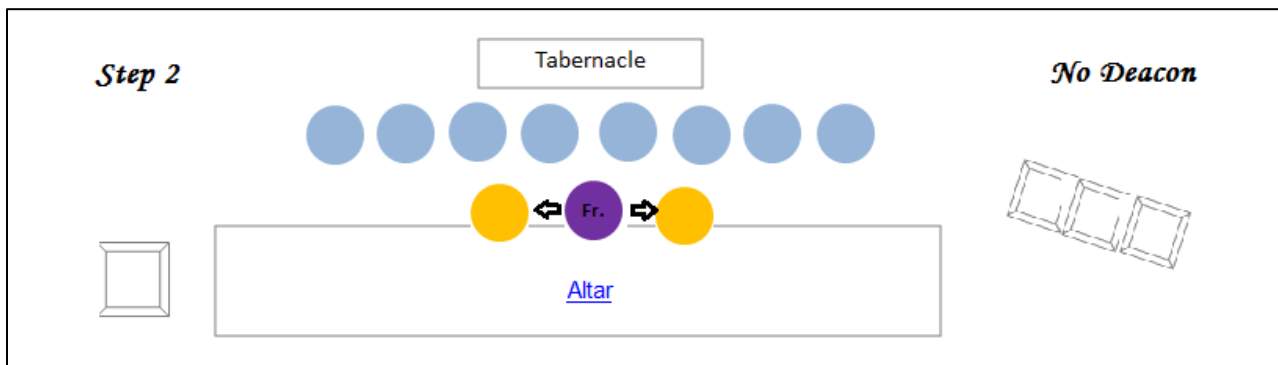 Step 2
Tabernacle
No Deacon
Fr.
Altar